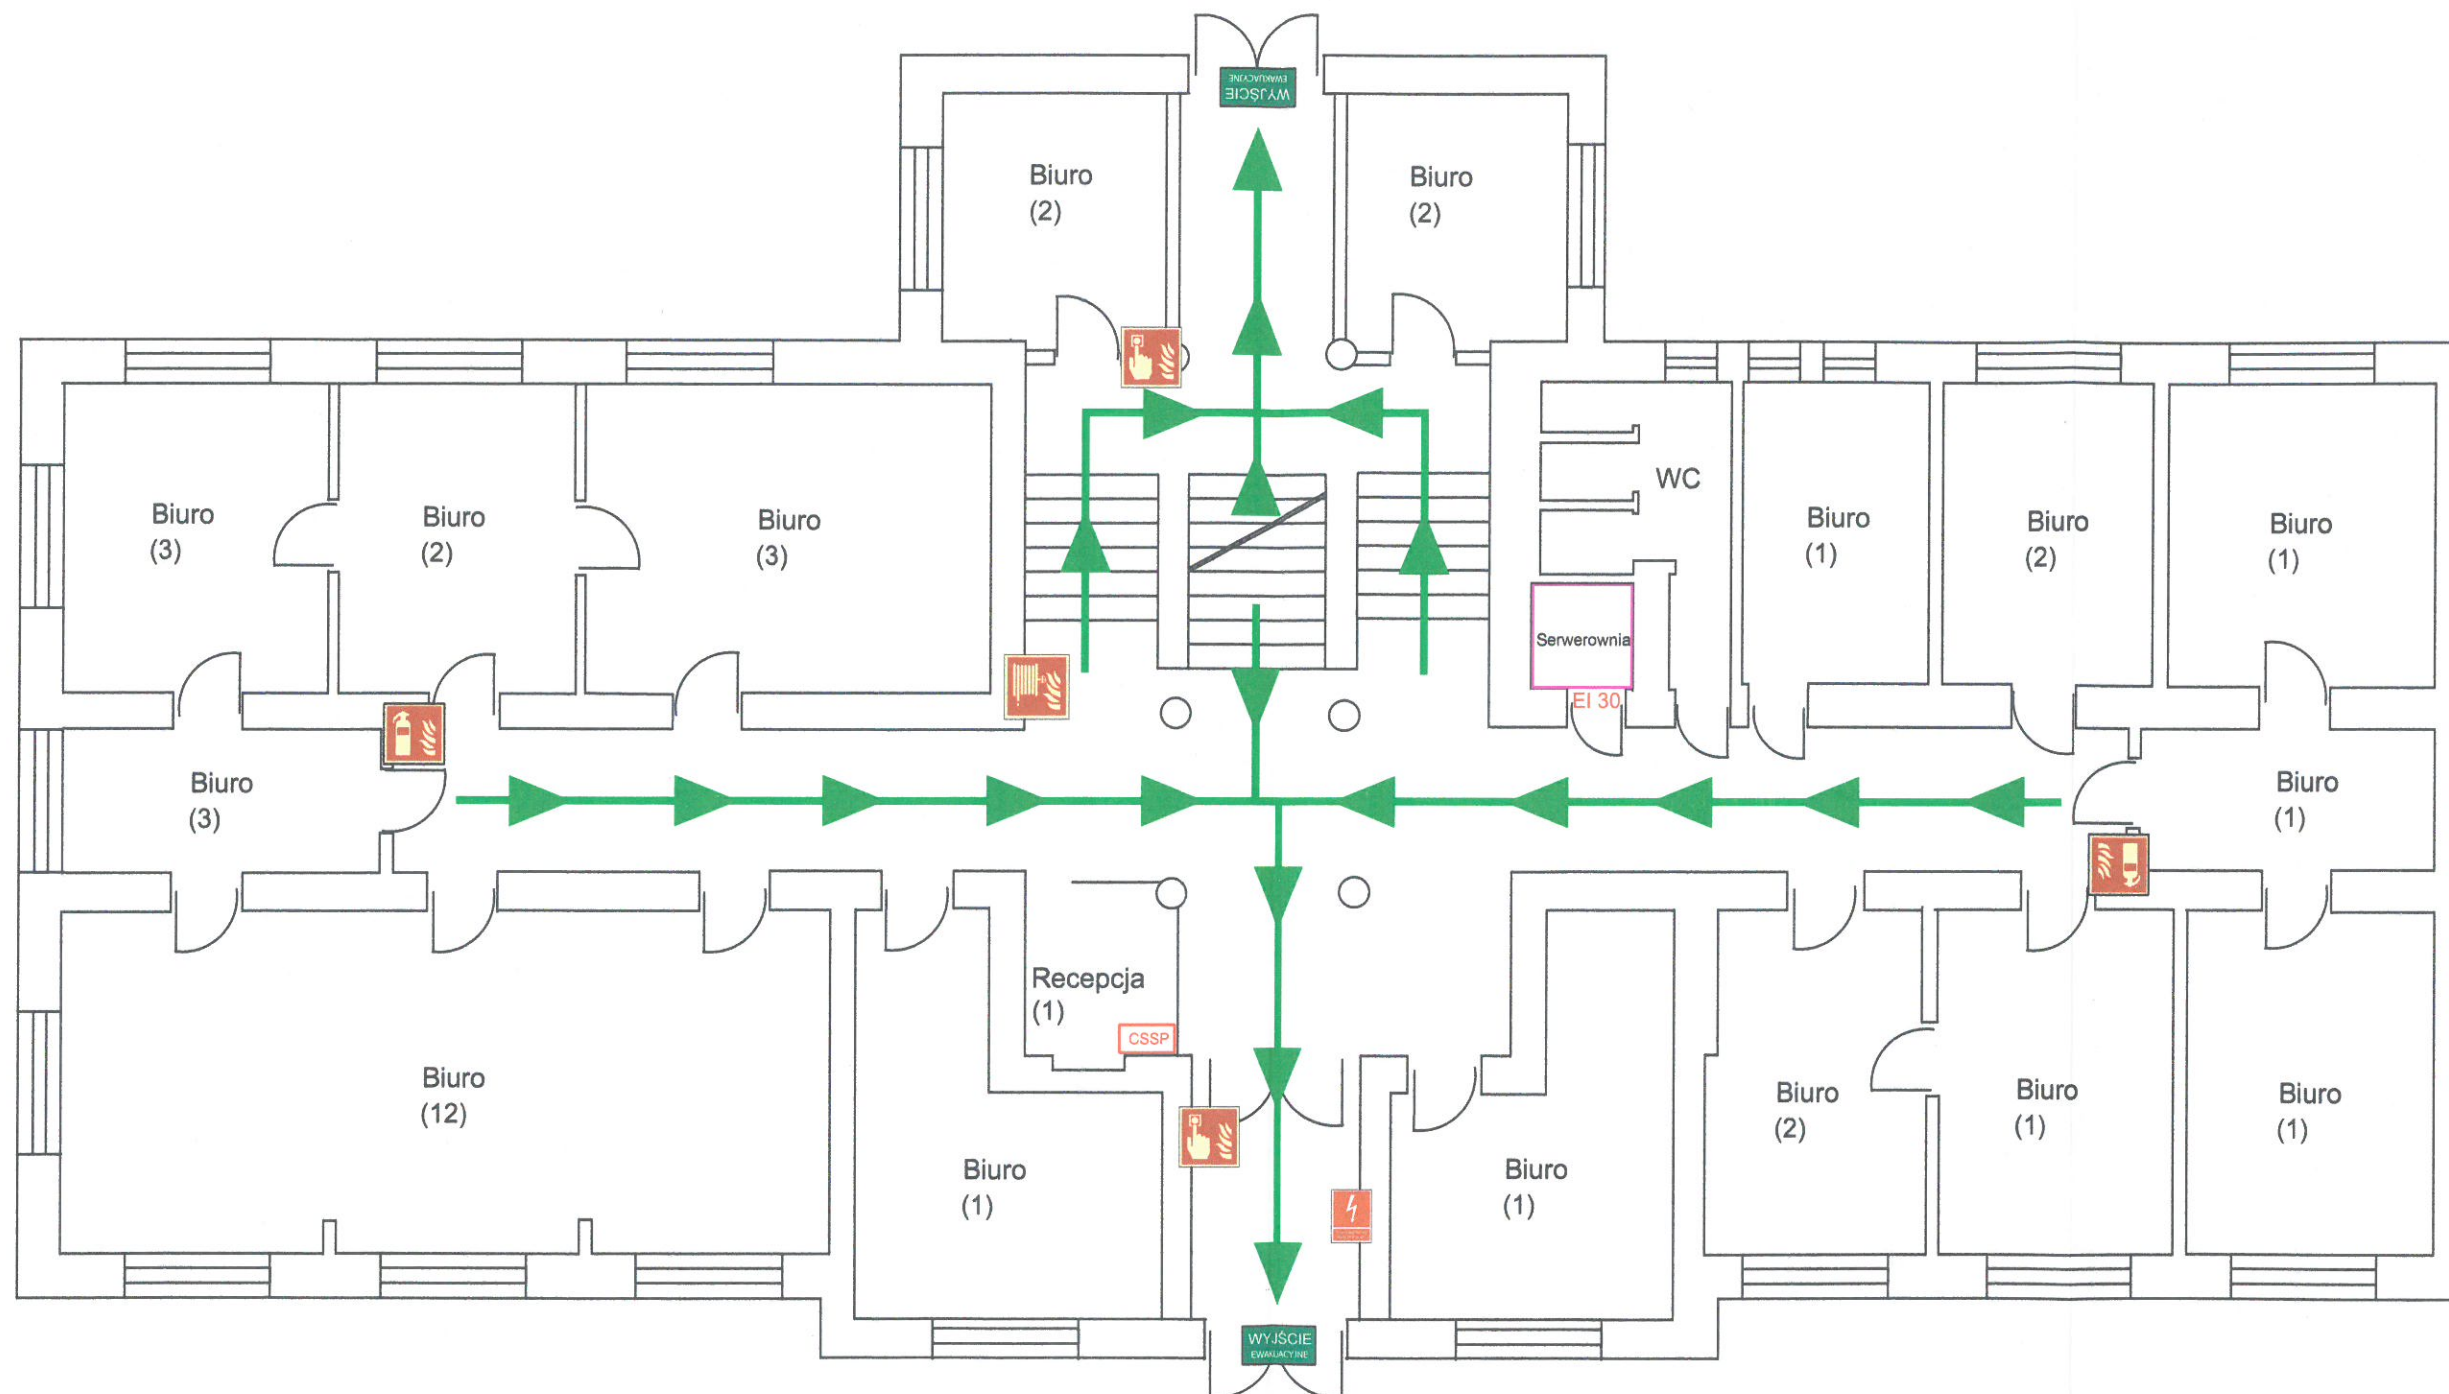 WYJŚCIE
EWAKUACYJNE
Biuro
(2)
Biuro
(2)
Biuro
(3)
Biuro
(2)
Biuro
(3)
WC
Biuro
(1)
Biuro
(2)
Biuro
(1)
Serwerownia
EI 30
Biuro
(3)
Biuro
(1)
Recepcja
(1)
CSSP
Biuro
(12)
Biuro
(1)
Biuro
(1)
Biuro
(2)
Biuro
(1)
Biuro
(1)
WYJŚCIE
EWAKUACYJNE